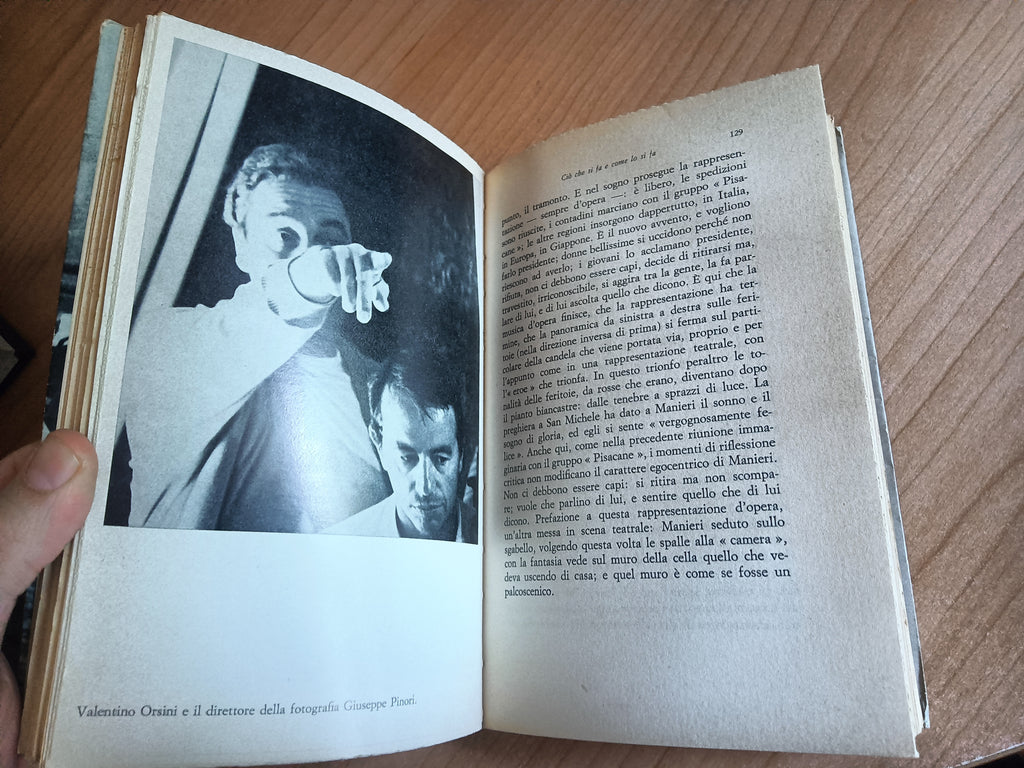 Valentino Orsini e il direttore della fotografia Giuseppe Pinori.
129
Ciò che si fa e come lo si fa
punto, il tramonto. E nel sogno prosegue la rappresen-
tazione — sempre d'opera —: è libero, le spedizioni
sono riuscite, i contadini marciano con il gruppo « Pisa-
cane »; le altre regioni insorgono dappertutto, in Italia,
in Europa, in Giappone. È il nuovo avvento, e vogliono
farlo presidente; donne bellissime si uccidono perché non
riescono ad averlo; i giovani lo acclamano presidente,
rifiuta, non ci debbono essere capi, decide di ritirarsi ma,
travestito, irriconoscibile, si aggira tra la gente, la fa par-
lare di lui, e di lui ascolta quello che dicono. È qui che la
musica d'opera finisce, che la rappresentazione ha ter-
mine, che la panoramica da sinistra a destra sulle feri-
toie (nella direzione inversa di prima) si ferma sul parti-
colare della candela che viene portata via, proprio e per
l'appunto come in una rappresentazione teatrale, con
l'« eroe » che trionfa. In questo trionfo peraltro le to-
nalità delle feritoie, da rosse che erano, diventano dopo
il pianto biancastre: dalle tenebre a sprazzi di luce. La
preghiera a San Michele ha dato a Manieri il sonno e il
sogno di gloria, ed egli si sente « vergognosamente fe-
lice ». Anche qui, come nella precedente riunione imma-
ginaria con il gruppo « Pisacane », i momenti di riflessione
critica non modificano il carattere egocentrico di Manieri.
Non ci debbono essere capi: si ritira ma non scompa-
re; vuole che parlino di lui, e sentire quello che di lui
dicono. Prefazione a questa rappresentazione d'opera,
un'altra messa in scena teatrale: Manieri seduto sullo
sgabello, volgendo questa volta le spalle alla « camera »,
con la fantasia vede sul muro della cella quello che ve-
deva uscendo di casa; e quel muro è come se fosse un
palcoscenico.